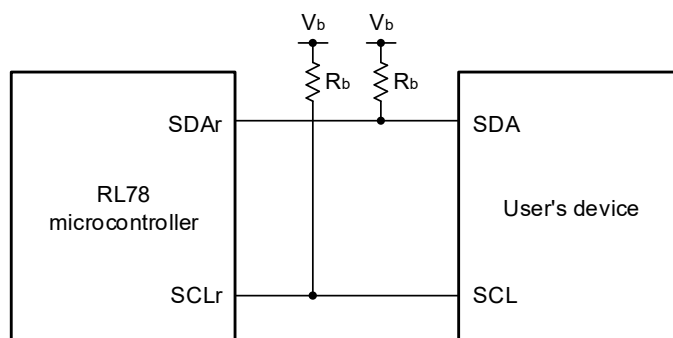 Vb
Vb
Rb
Rb
SDAr
SDA
RL78
microcontroller
User's device
SCLr
SCL